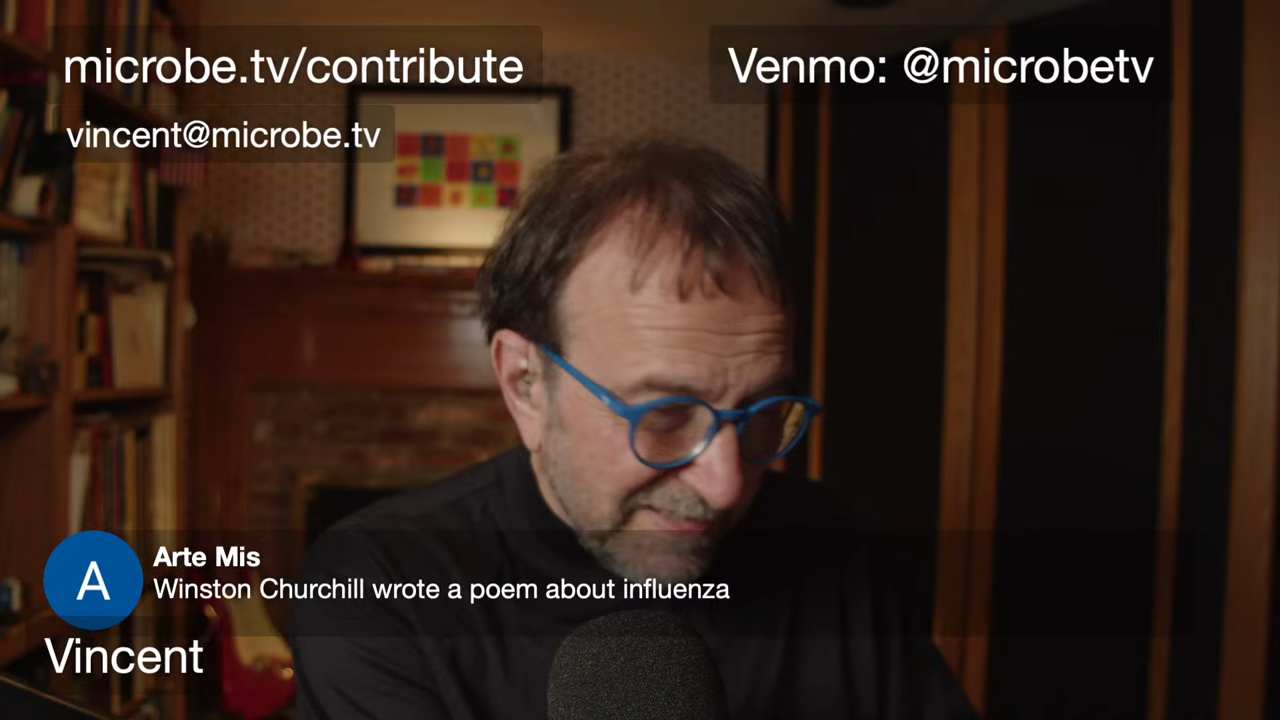 microbe.tv/contribute
Venmo: @microbetv
vincent@microbe.tv
A
Arte Mis
Winston Churchill wrote a poem about influenza
Vincent